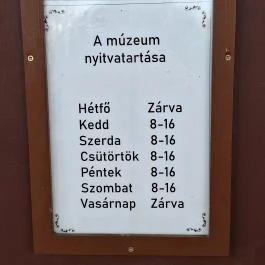 A múzeum
nyitvatartása
Hétfő Zárva
Kedd 8-16
Szerda 8-16
Csütörtök 8-16
Péntek 8-16
Szombat 8-16
Vasárnap Zárva